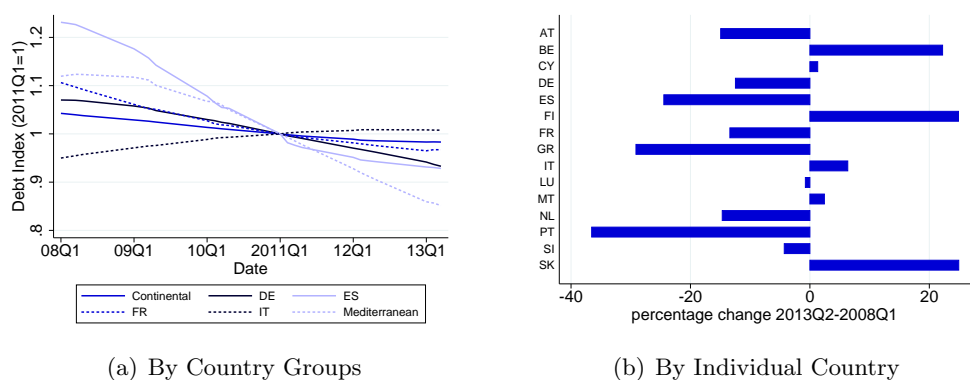 Debt Index (2011Q1=1)
1.2
1.1
1
.9
.8
08Q1 09Q1 10Q1 2011Q1 12Q1 13Q1
Date
Continental DE ES
FR IT Mediterranean
(a) By Country Groups
AT
BE
CY
DE
ES
FI
FR
GR
IT
LU
MT
NL
PT
SI
SK
-40 -20 0 20
percentage change 2013Q2-2008Q1
(b) By Individual Country